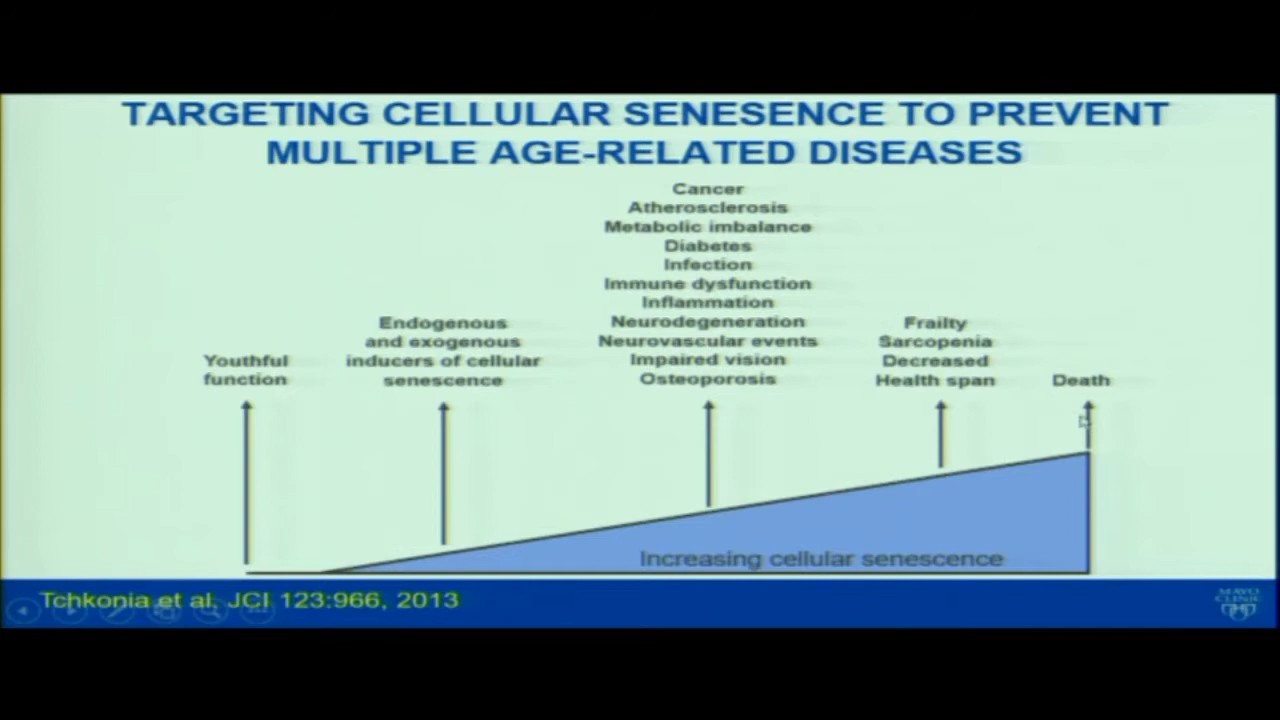 TARGETING CELLULAR SENESENCE TO PREVENT
MULTIPLE AGE-RELATED DISEASES
Youthful
function
Endogenous
and exogenous
inducers of cellular
senescence
Cancer
Atherosclerosis
Metabolic imbalance
Diabetes
Infection
Immune dysfunction
Inflammation
Neurodegeneration
Neurovascular events
Impaired vision
Osteoporosis
Frailty
Sarcopenia
Decreased
Health span
Death
Increasing cellular senescence
Tchkonia et al. JCI 123:966, 2013
MAYO
CLINIC